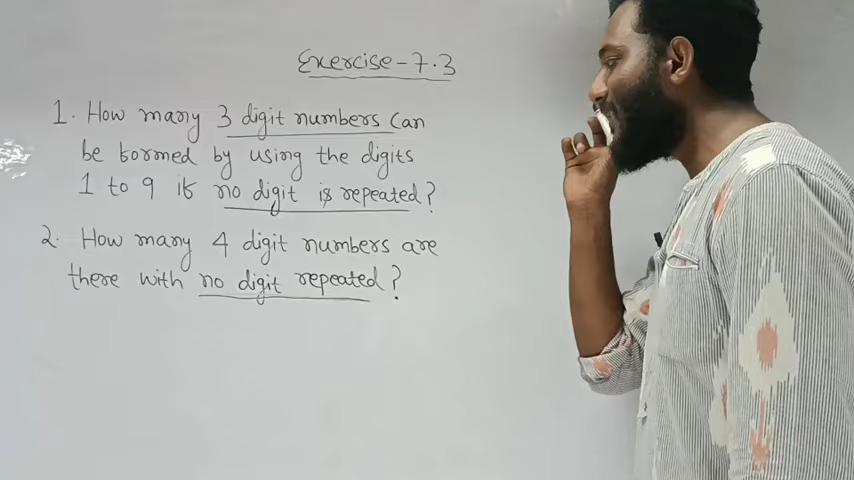 Exercise-7.3
1. How many 3 digit numbers can
be formed by using the digits
1 to 9 if no digit is repeated?
2. How many 4 digit numbers are
there with no digit repeated?